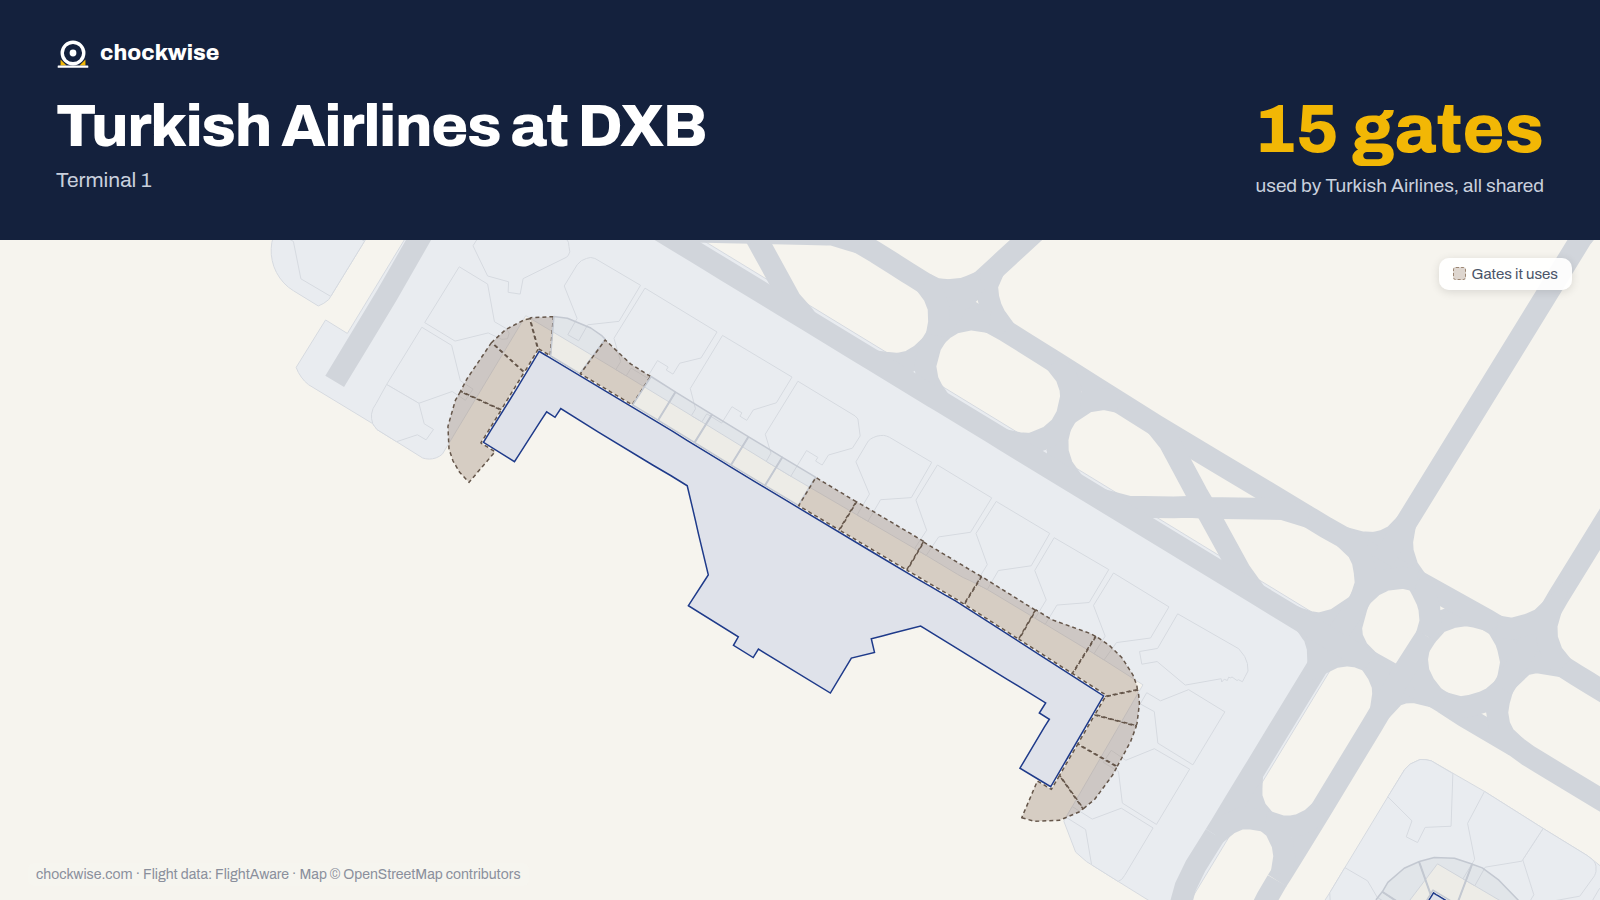 chockwise
Turkish Airlines at DXB
Terminal 1
15 gates
used by Turkish Airlines, all shared
Gates it uses
chockwise.com · Flight data: FlightAware · Map © OpenStreetMap contributors